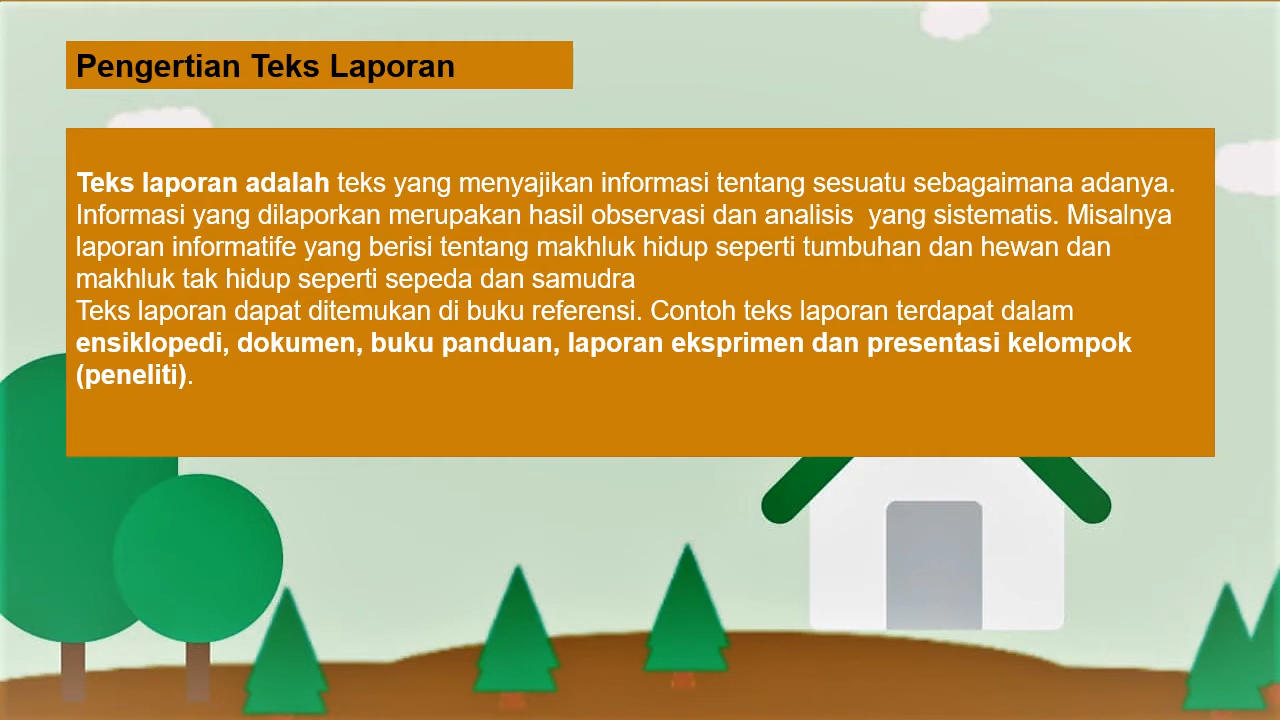 Pengertian Teks Laporan
Teks laporan adalah teks yang menyajikan informasi tentang sesuatu sebagaimana adanya.
Informasi yang dilaporkan merupakan hasil observasi dan analisis  yang sistematis. Misalnya
laporan informatife yang berisi tentang makhluk hidup seperti tumbuhan dan hewan dan
makhluk tak hidup seperti sepeda dan samudra
Teks laporan dapat ditemukan di buku referensi. Contoh teks laporan terdapat dalam
ensiklopedi, dokumen, buku panduan, laporan eksprimen dan presentasi kelompok
(peneliti).